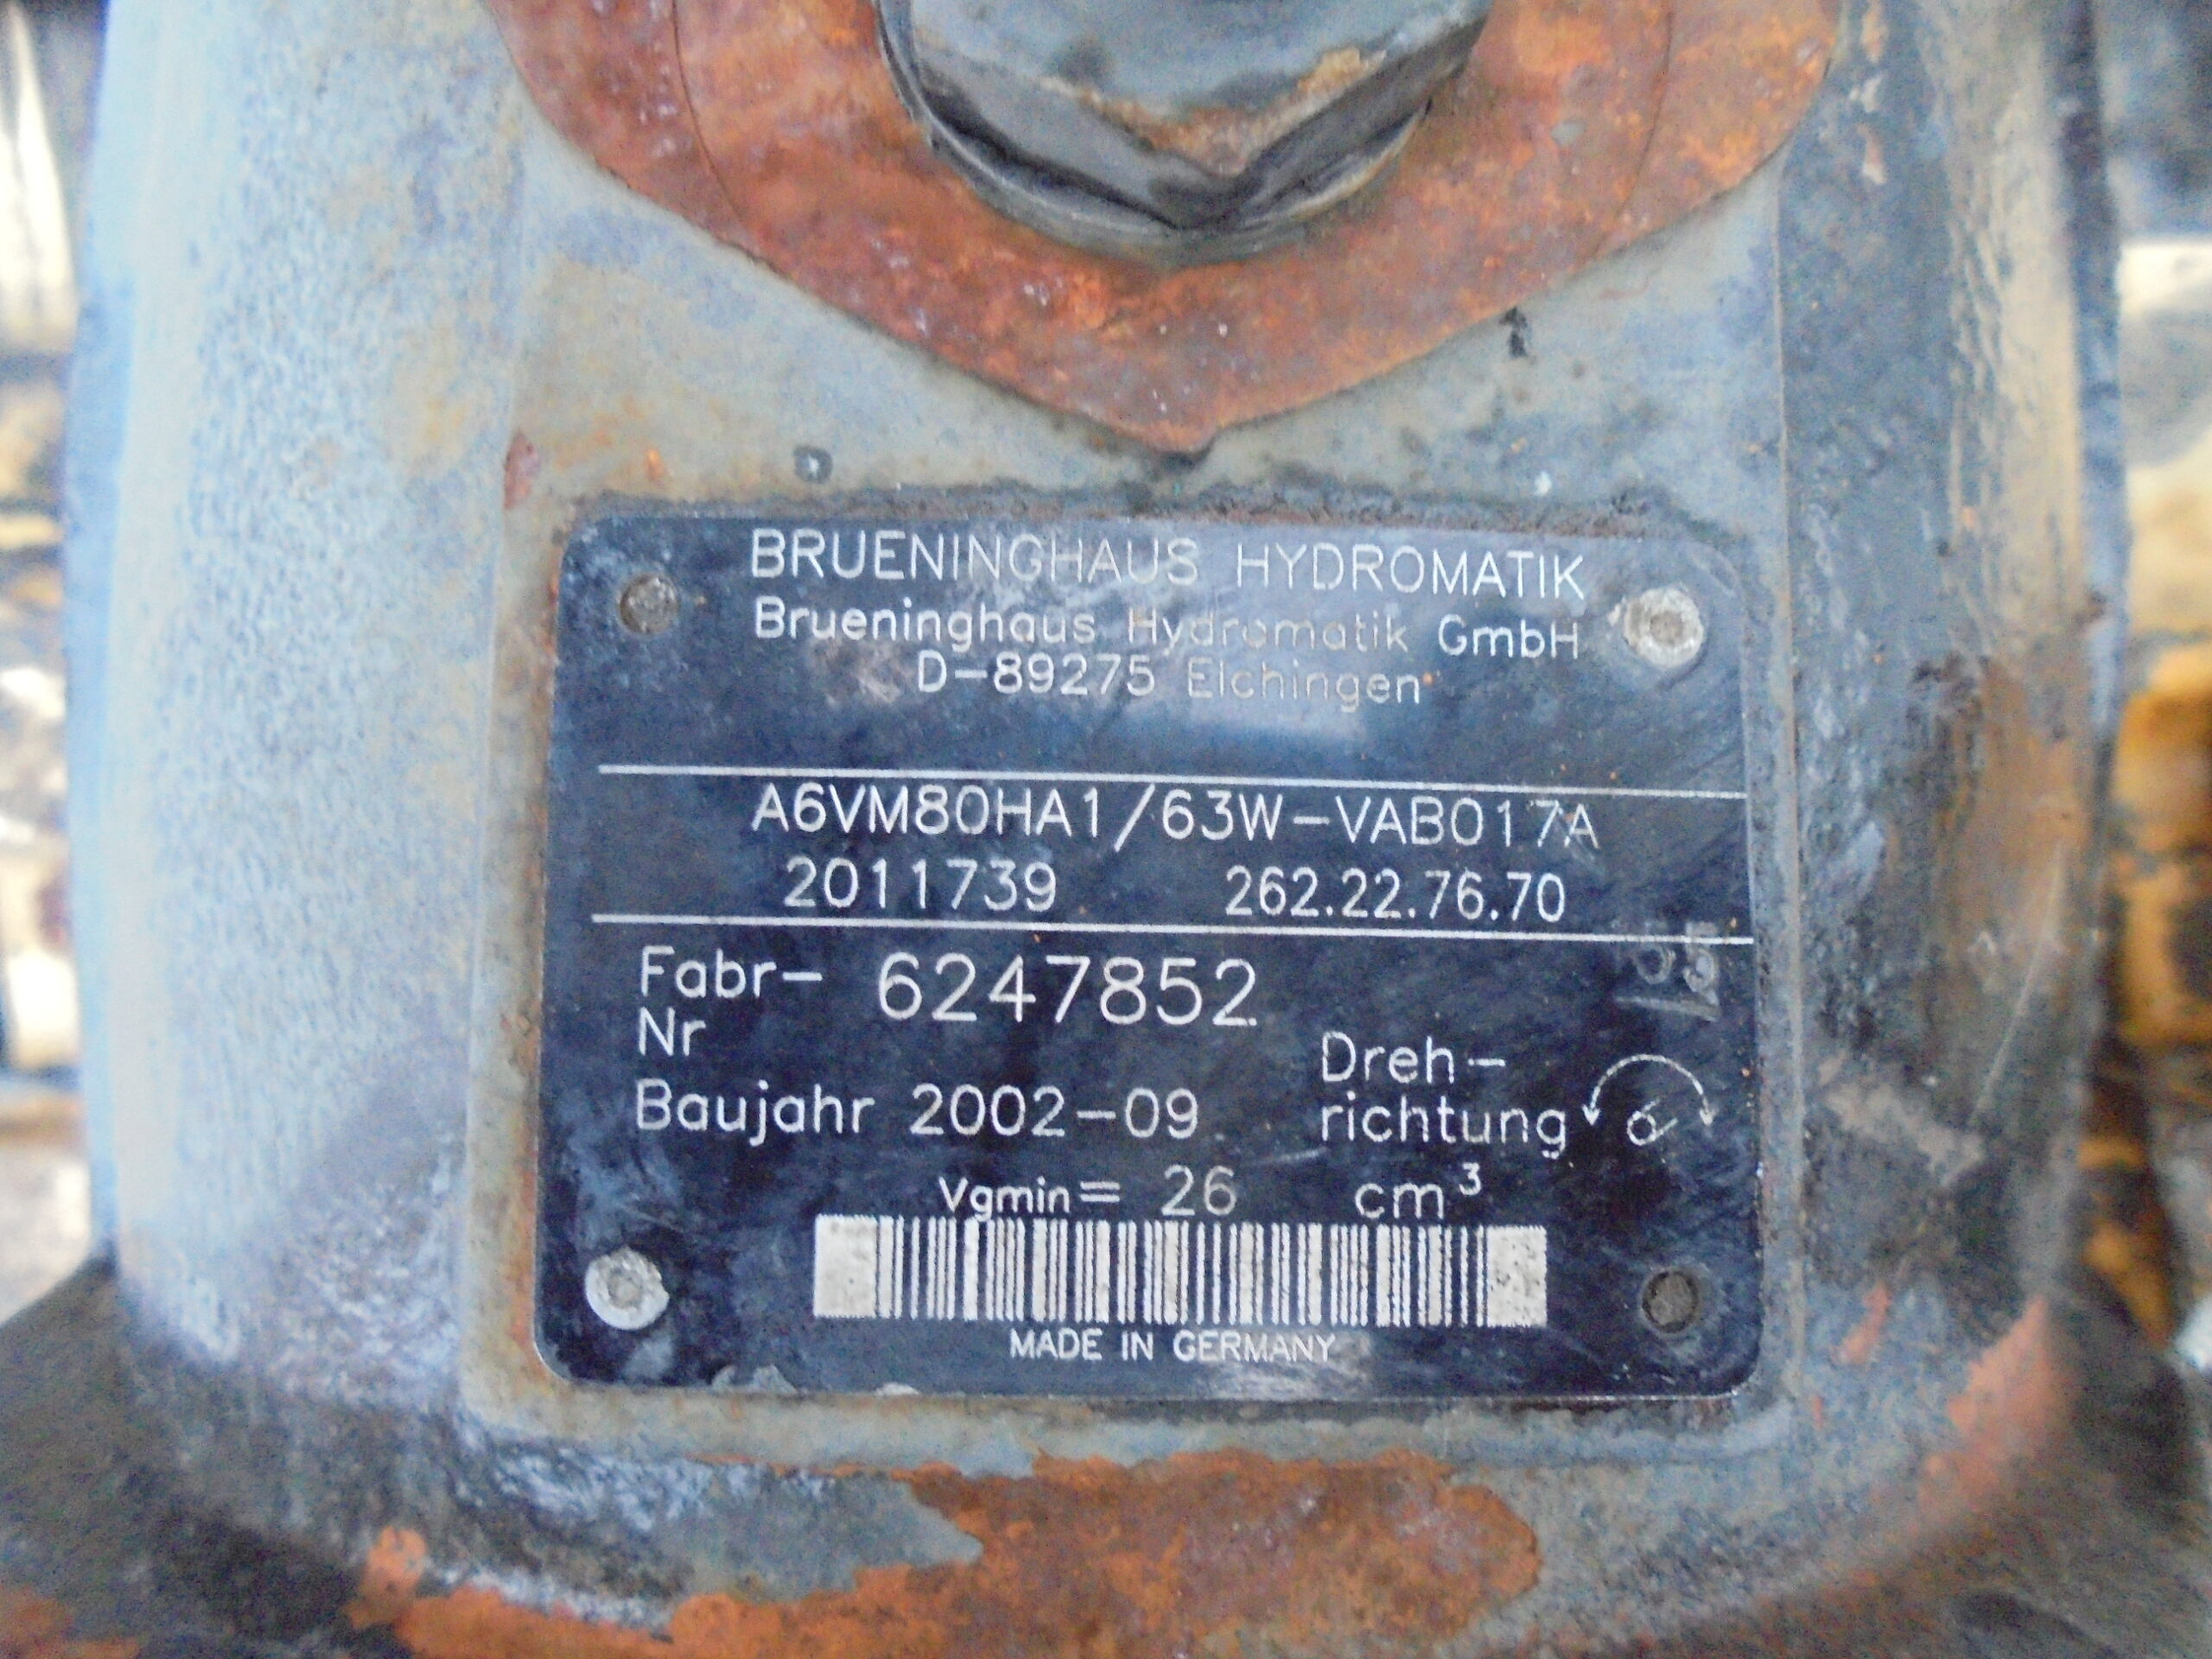 BRUENINGHAUS HYDROMATIK
Brueninghaus Hydromatik GmbH
D-89275 Elchingen
A6VM80HA1/63W-VAB017A
2011739 262.22.76.70
Fabr- 6247852
Nr
Baujahr 2002-09
Dreh-
richtung
Vgmin= 26 cm³
MADE IN GERMANY